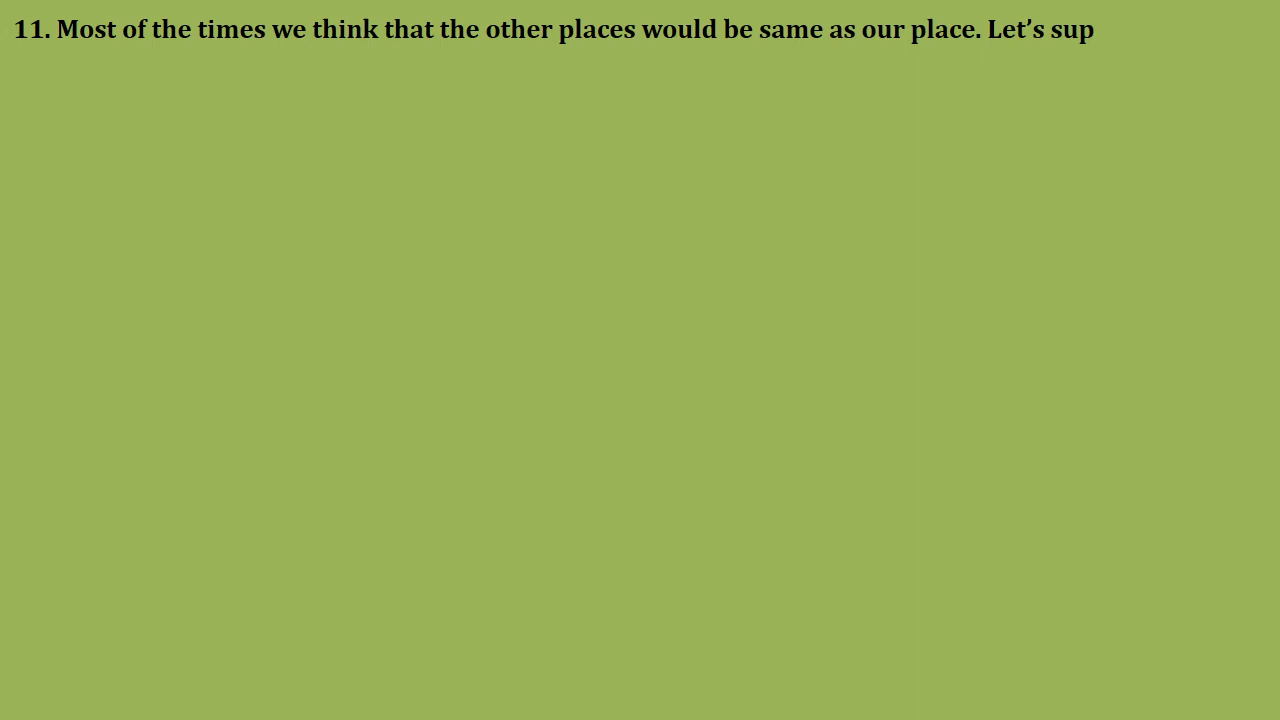 11. Most of the times we think that the other places would be same as our place. Let’s sup